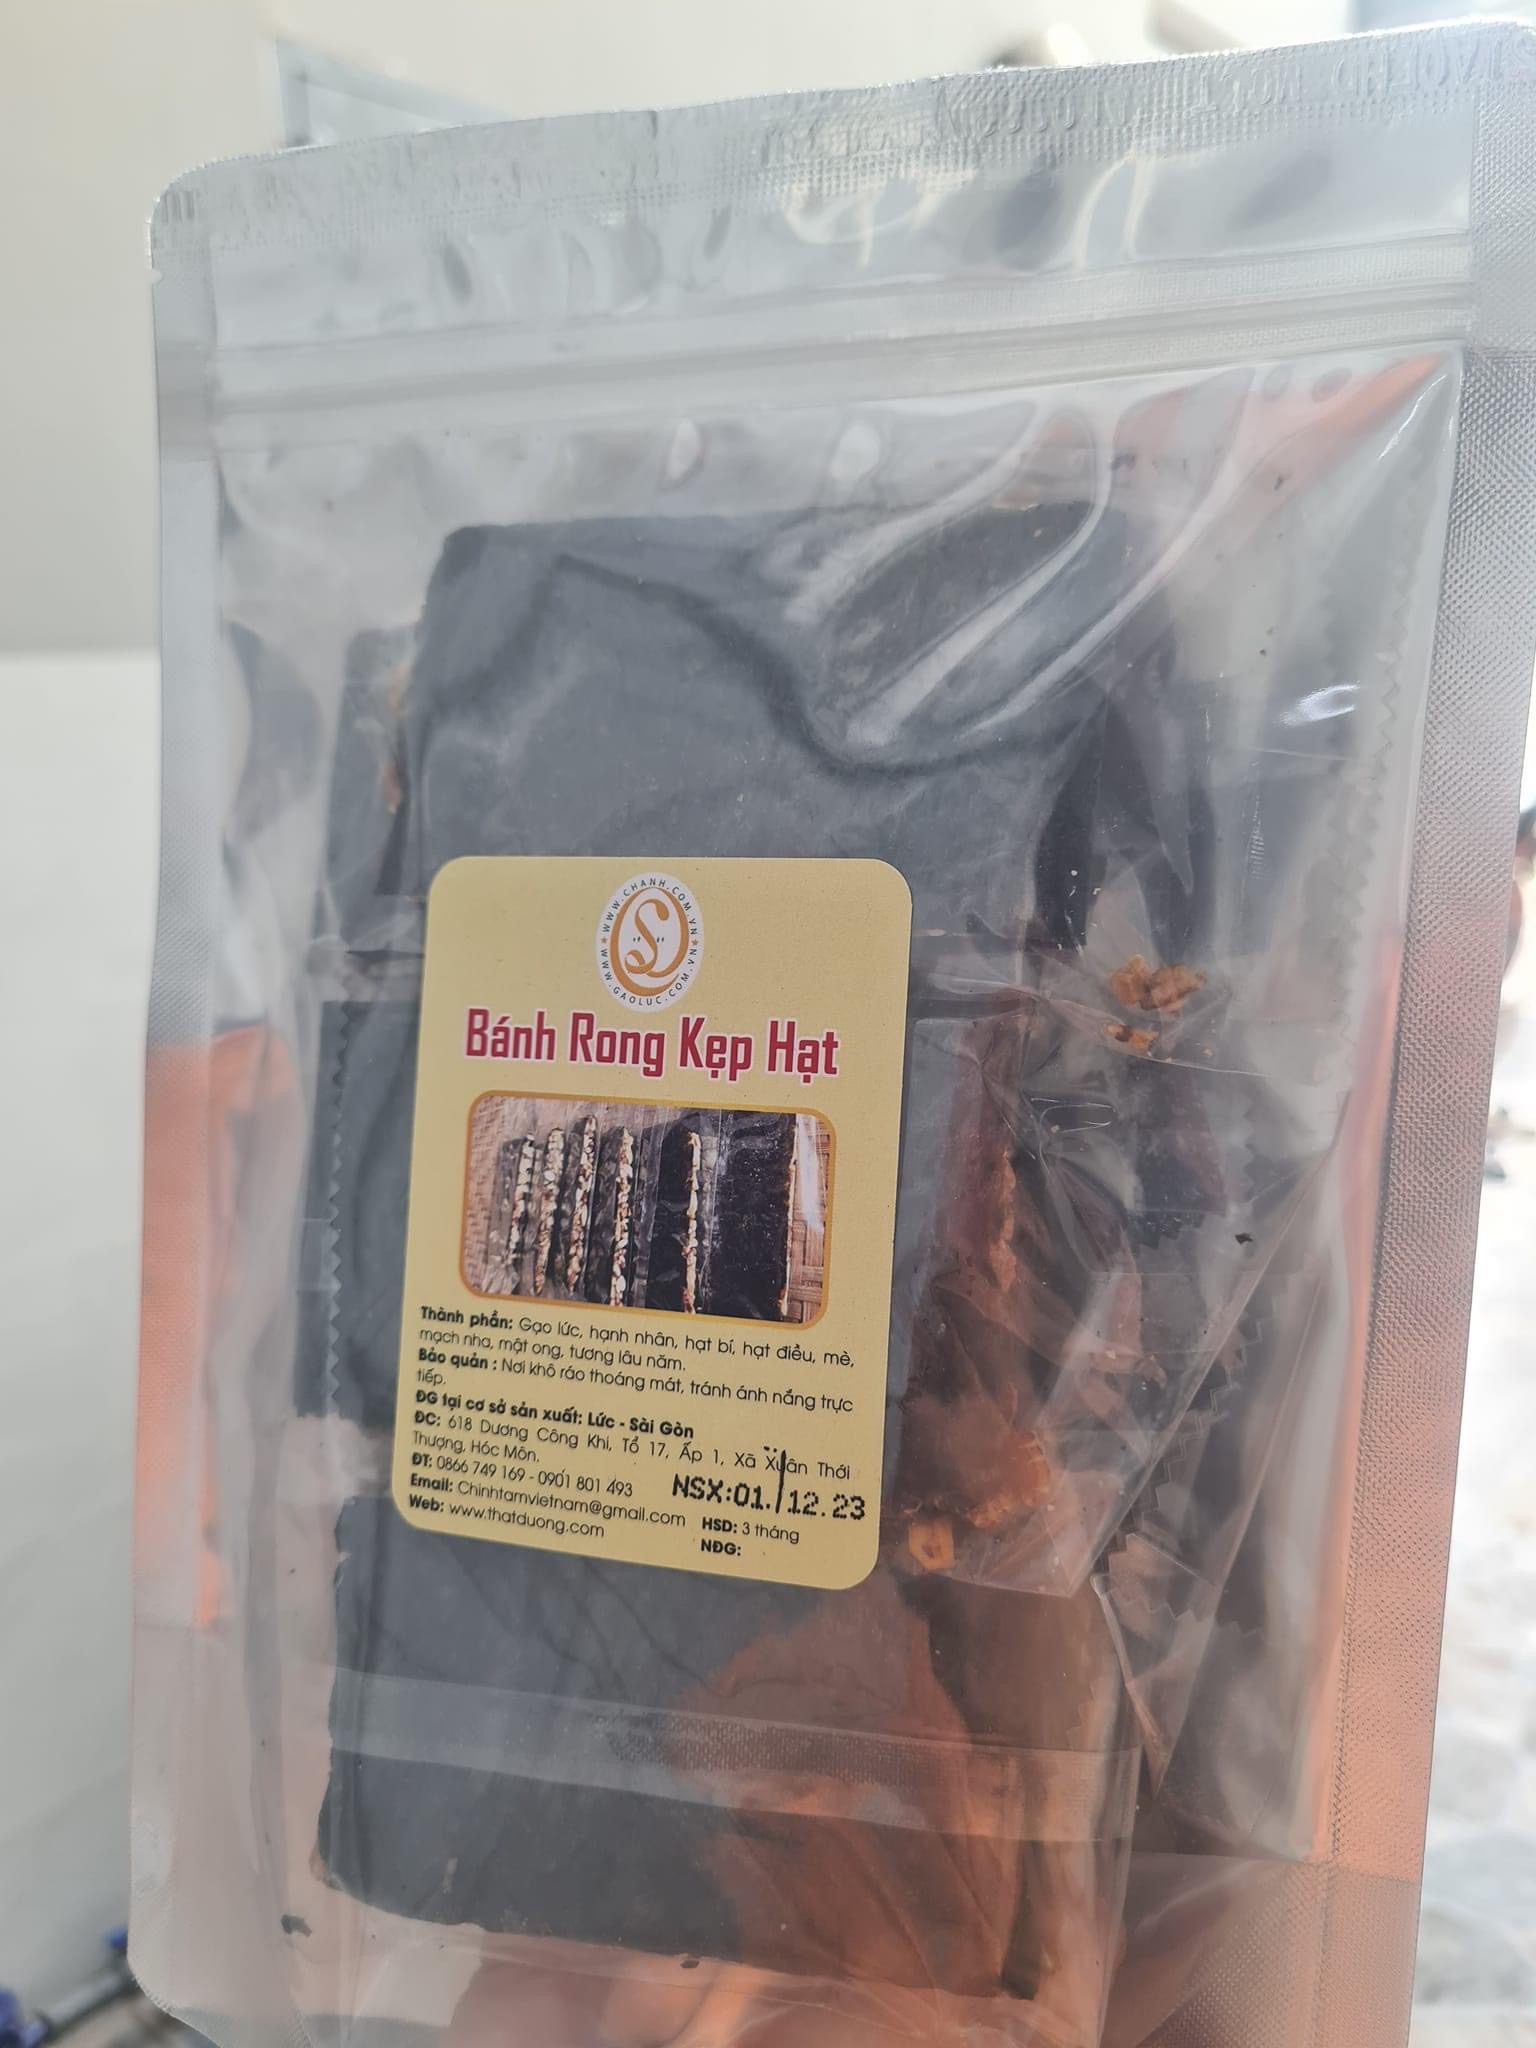 WWW.CHANH.COM.VN
WWW.GAOLUC.COM.VN
Bánh Rong Kẹp Hạt
Thành phần: Gạo lức, hạnh nhân, hạt bí, hạt điều, mè,
mạch nha, mật ong, tương lâu năm.
Bảo quản : Nơi khô ráo thoáng mát, tránh ánh nắng trực
tiếp.
ĐG tại cơ sở sản xuất: Lức - Sài Gòn
ĐC: 618 Dương Công Khi, Tổ 17, Ấp 1, Xã Xuân Thới
Thượng, Hóc Môn.
ĐT: 0866 749 169 - 0901 801 493
NSX:01.12.23
Email: Chinhtamvietnam@gmail.com
HSD: 3 tháng
Web: www.thatduong.com
NĐG: